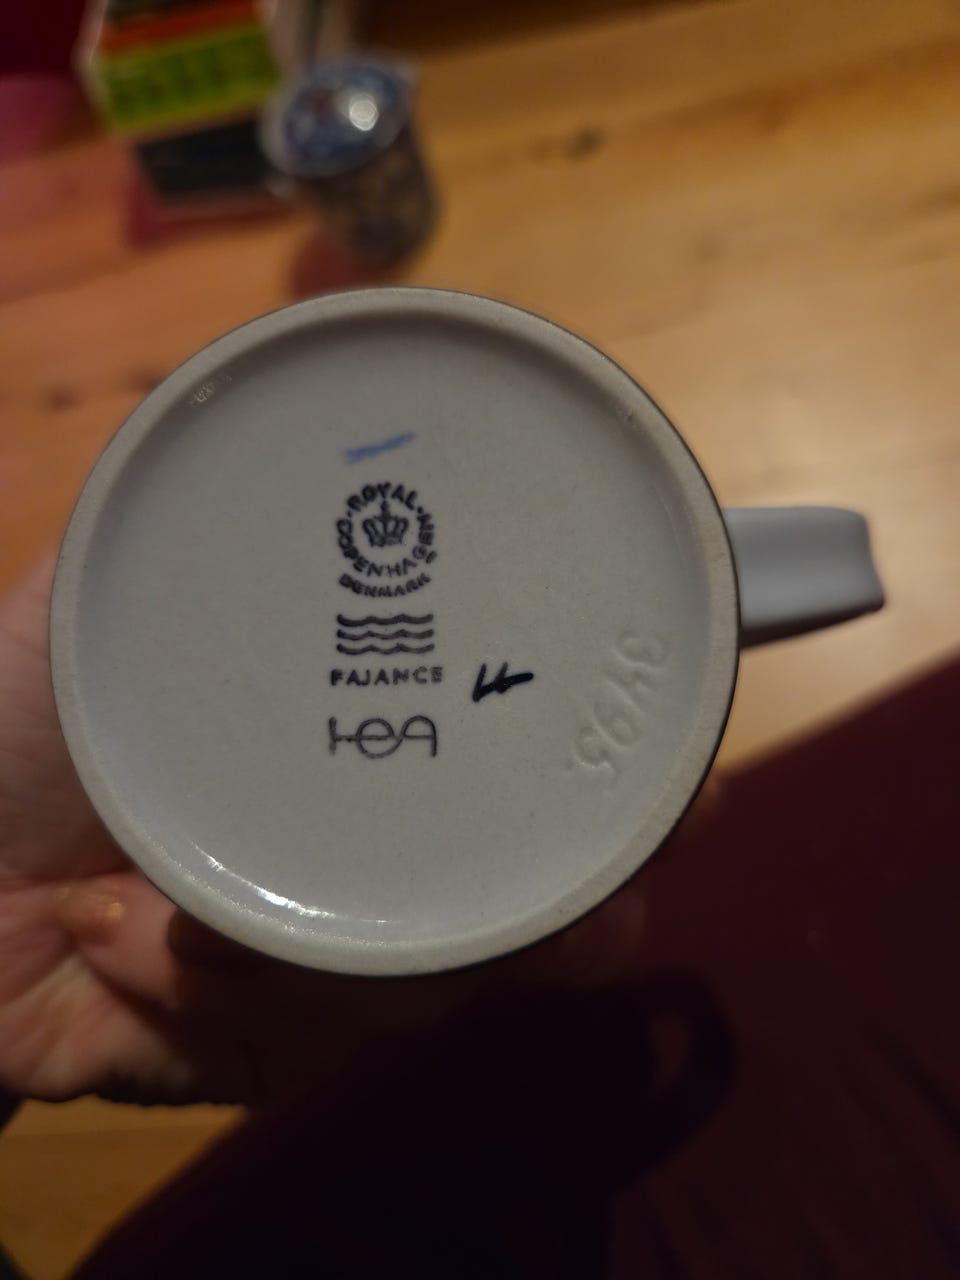 ROYAL
COPENHAGEN
DENMARK
FAJANCE
3495.